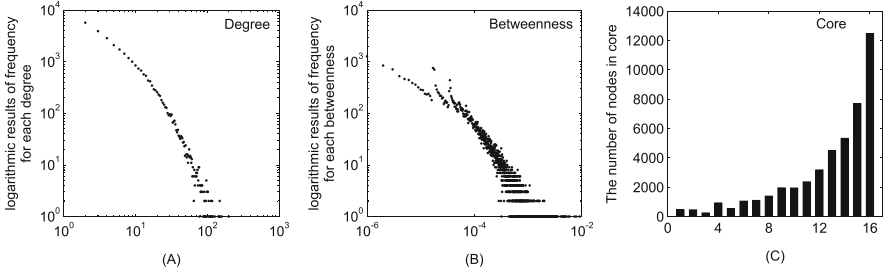 Degree
logarithmic results of frequency
for each degree
10^4
10^3
10^2
10^1
10^0
10^0
10^1
10^2
10^3
(A)
Betweenness
logarithmic results of frequency
for each betweenness
10^4
10^3
10^2
10^1
10^0
10^-6
10^-4
10^-2
(B)
Core
The number of nodes in core
14000
12000
10000
8000
6000
4000
2000
0
0
4
8
12
16
(C)